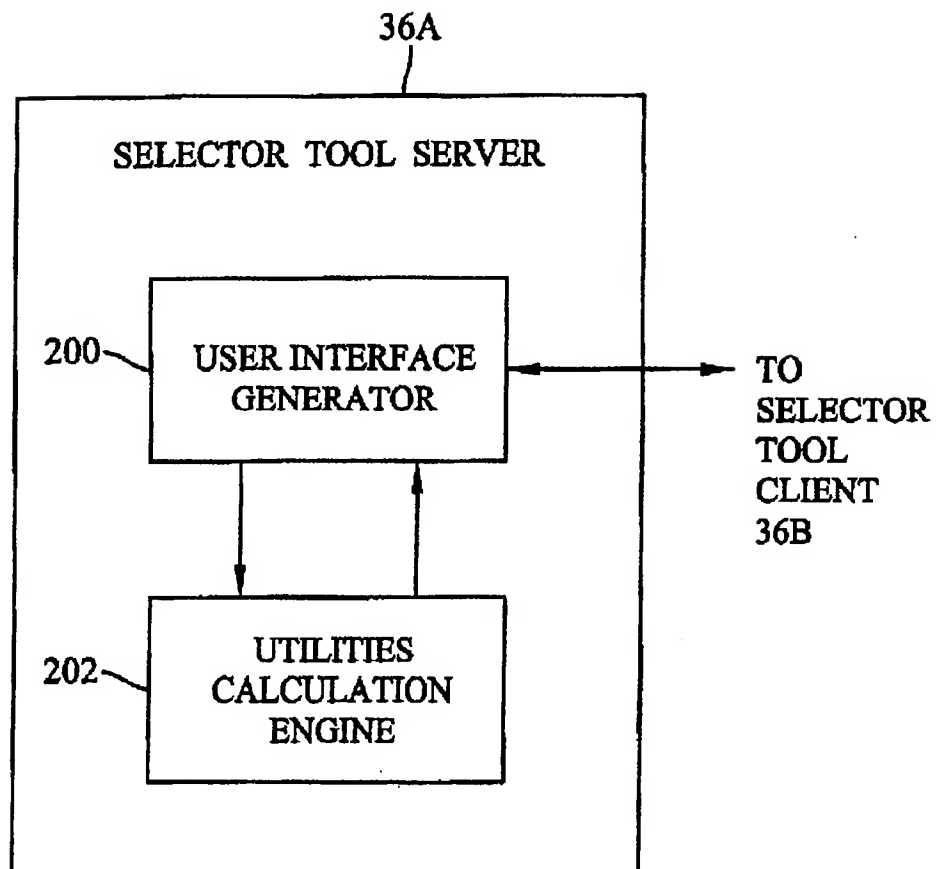 36A
SELECTOR TOOL SERVER
200
USER INTERFACE
GENERATOR
TO
SELECTOR
TOOL
CLIENT
36B
202
UTILITIES
CALCULATION
ENGINE